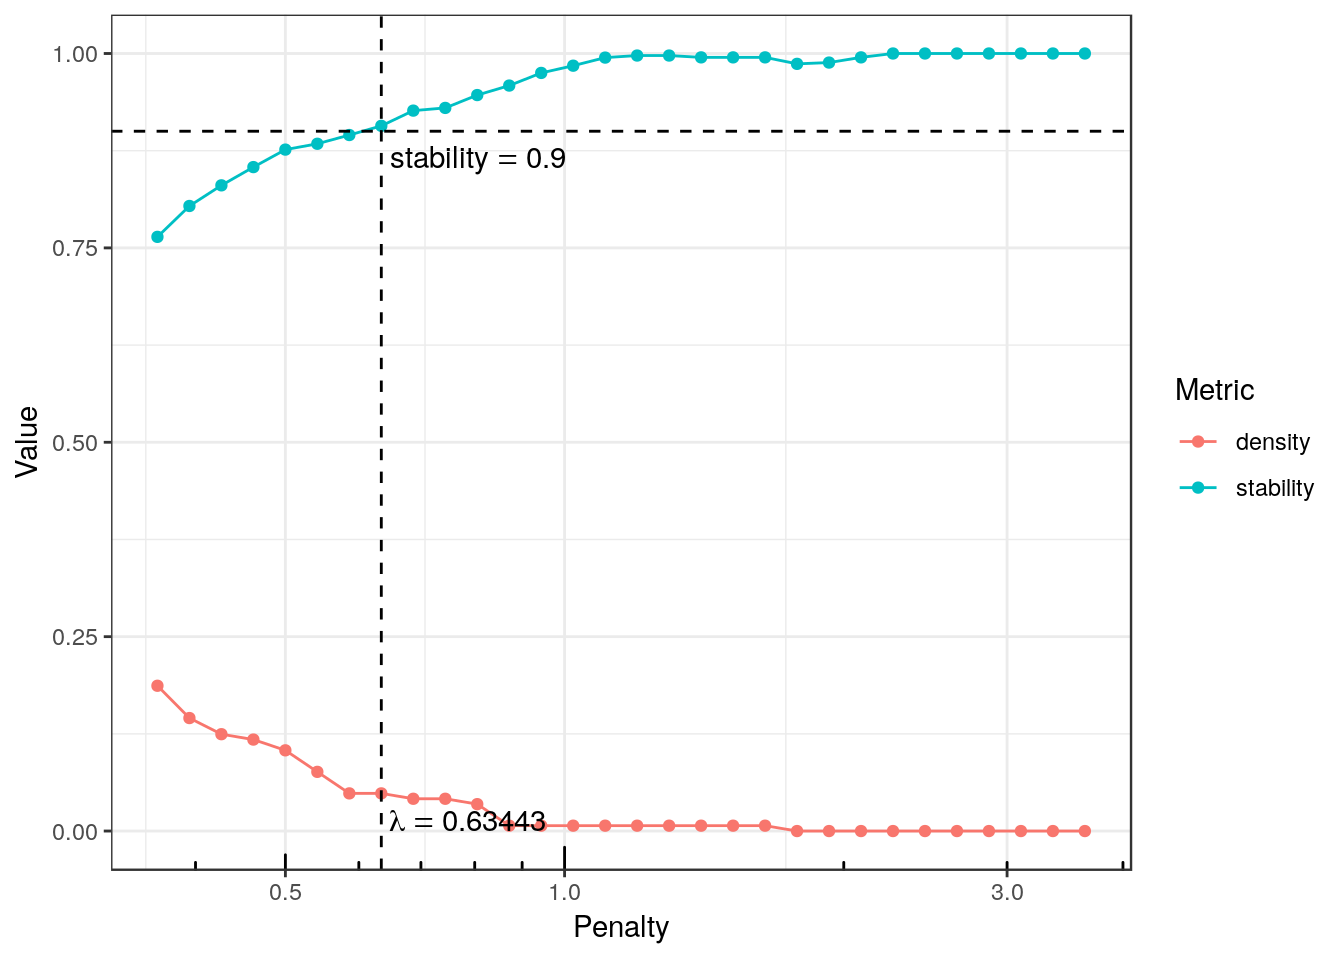 1.00
0.75
0.50
0.25
0.00
Value
stability = 0.9
λ = 0.63443
0.5 1.0 3.0
Penalty
Metric
density
stability